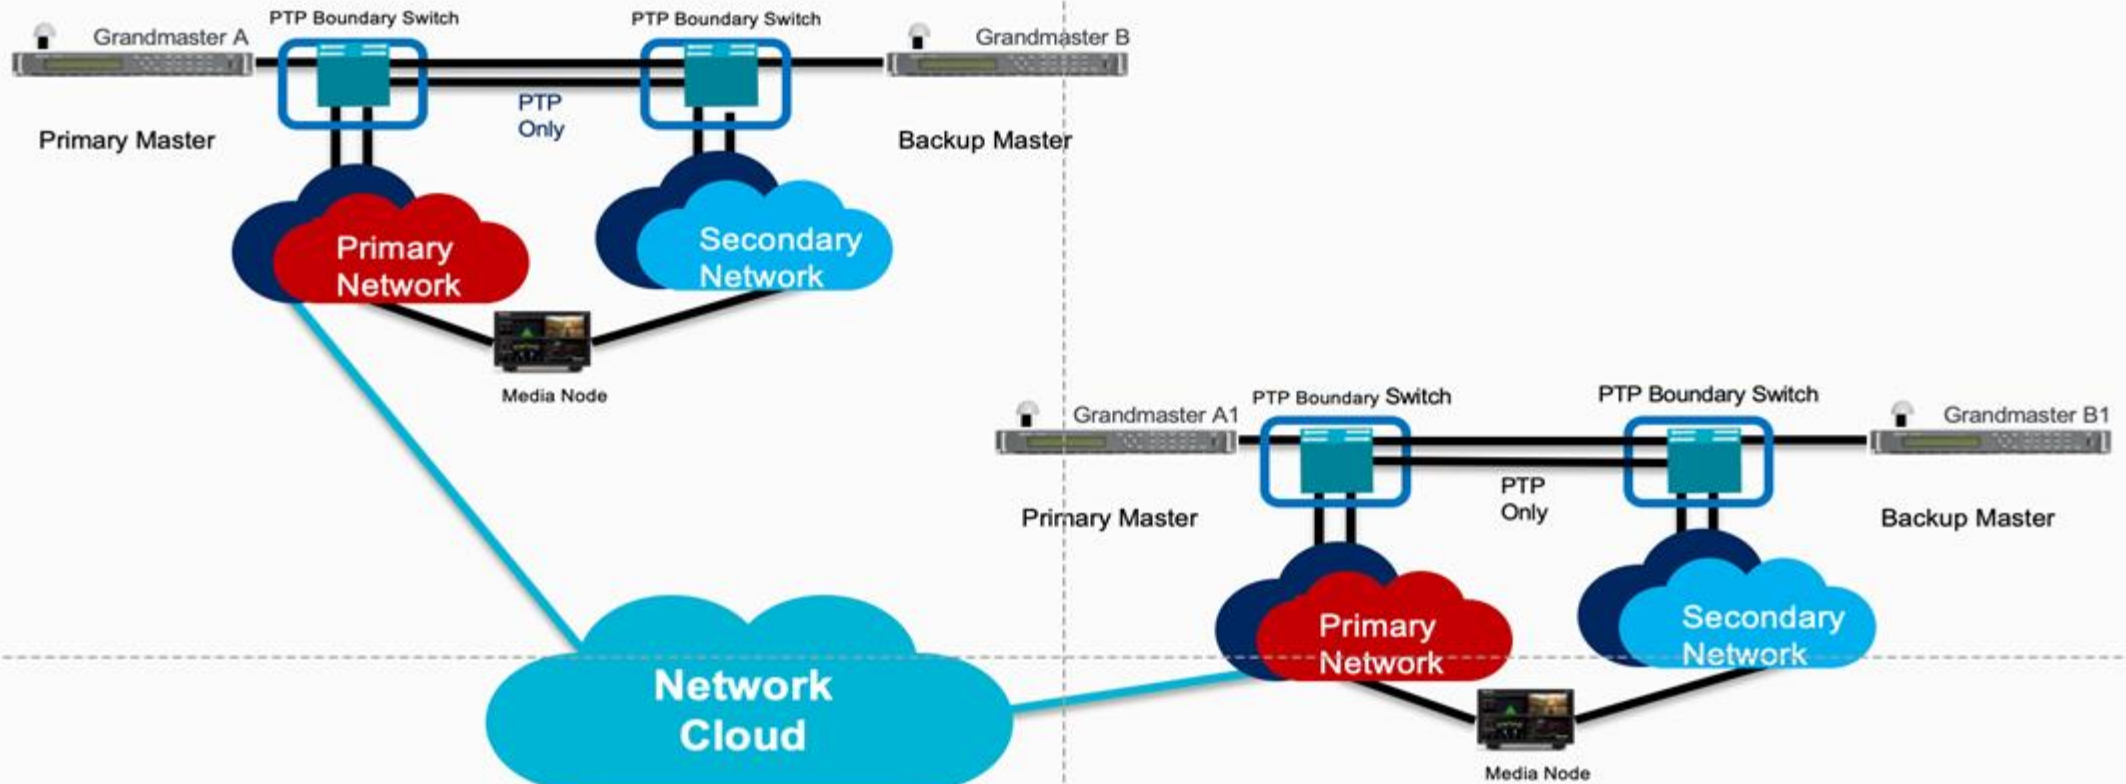 PTP Boundary Switch
PTP Boundary Switch
Grandmaster A
Grandmaster B
PTP
Only
Primary Master
Backup Master
Primary
Network
Secondary
Network
Media Node
PTP Boundary Switch
PTP Boundary Switch
Grandmaster A1
Grandmaster B1
PTP
Only
Primary Master
Backup Master
Primary
Network
Secondary
Network
Network
Cloud
Media Node